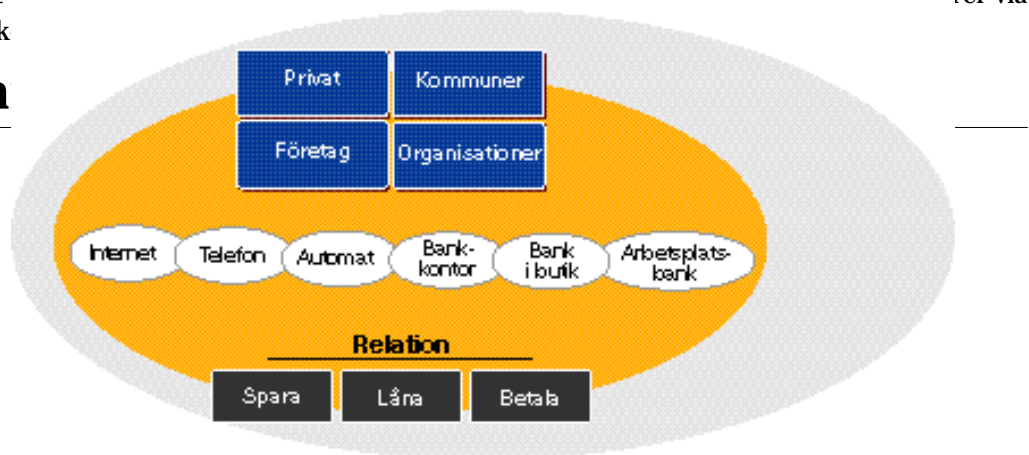 k
Privat
Kommuner
Företag
Organisationer
Internet
Telefon
Automat
Bank-
kontor
Bank
i butik
Arbetsplats-
bank
Relation
Spara
Låna
Betala